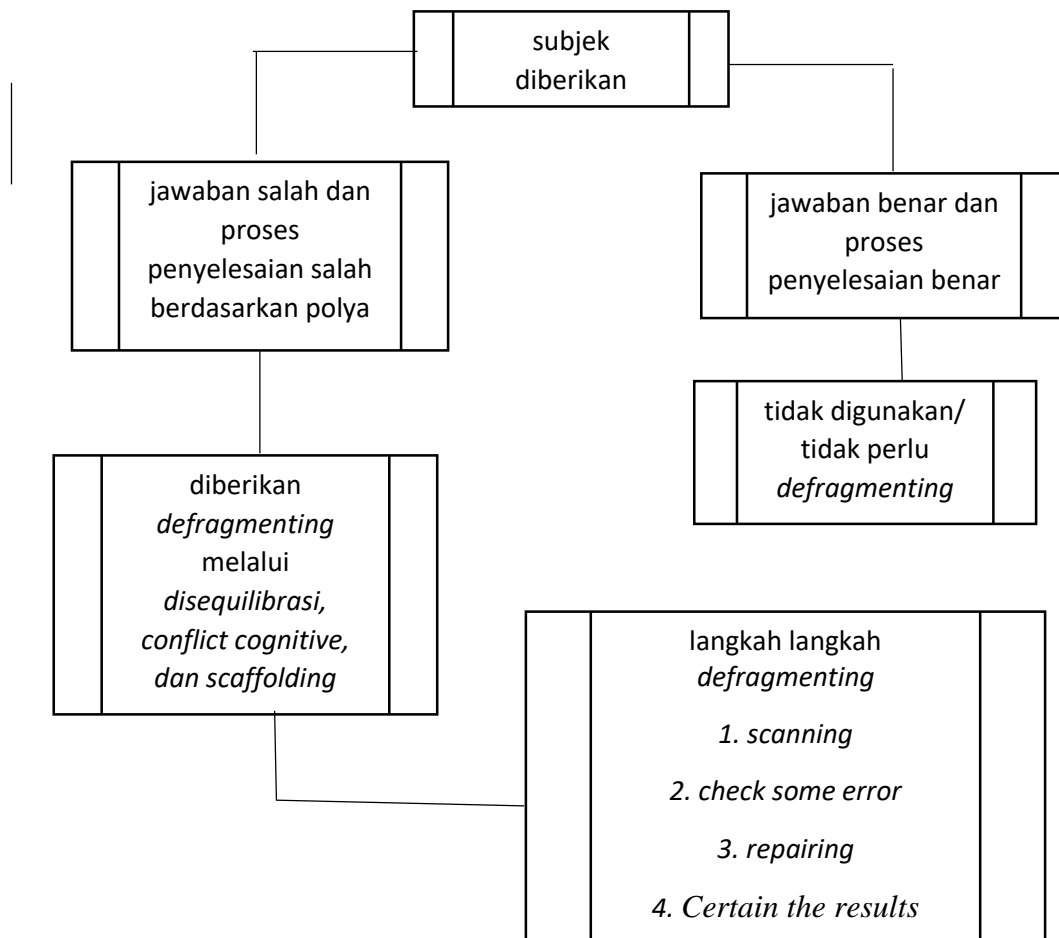 subjek
diberikan
jawaban salah dan
proses
penyelesaian salah
berdasarkan polya
jawaban benar dan
proses
penyelesaian benar
tidak digunakan/
tidak perlu
defragmenting
diberikan
defragmenting
melalui
disequilibrasi,
conflict cognitive,
dan scaffolding
langkah langkah
defragmenting
1. scanning
2. check some error
3. repairing
4. Certain the results